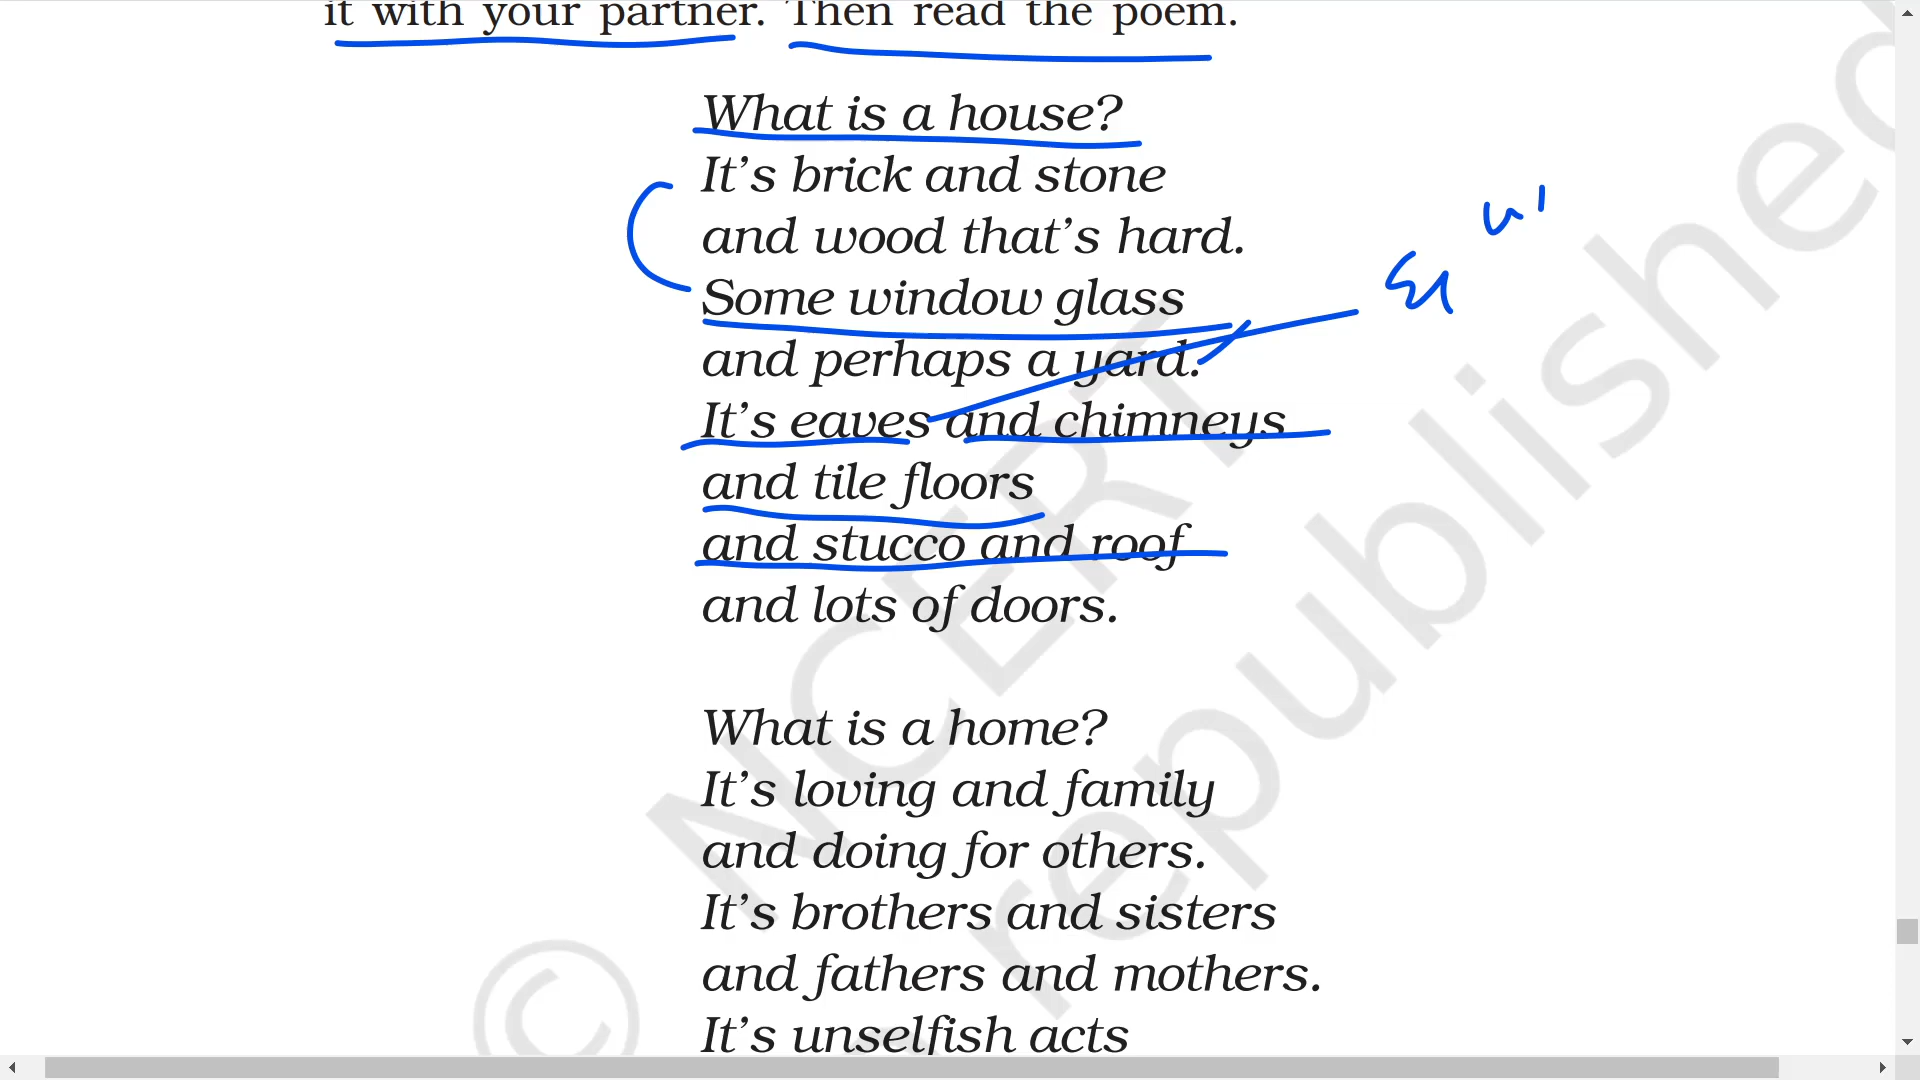 it with your partner. Then read the poem.
What is a house?
It’s brick and stone
and wood that’s hard.
Some window glass
and perhaps a yard.
It’s eaves and chimneys
and tile floors
and stucco and roof
and lots of doors.
What is a home?
It’s loving and family
and doing for others.
It’s brothers and sisters
and fathers and mothers.
It’s unselfish acts
© NCERT
republished